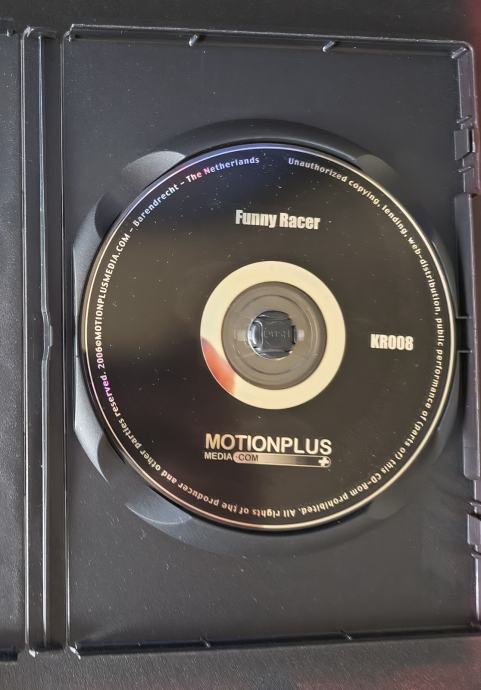 Funny Racer
KR008
MOTIONPLUS
MEDIA.COM
Unauthorized copying, lending, web-distribution, public performance of (parts of) this CD-Rom prohibited. All rights of the producer and other parties reserved. 2006©MOTIONPLUSMEDIA.COM – Barendrecht – The Netherlands
PUSH